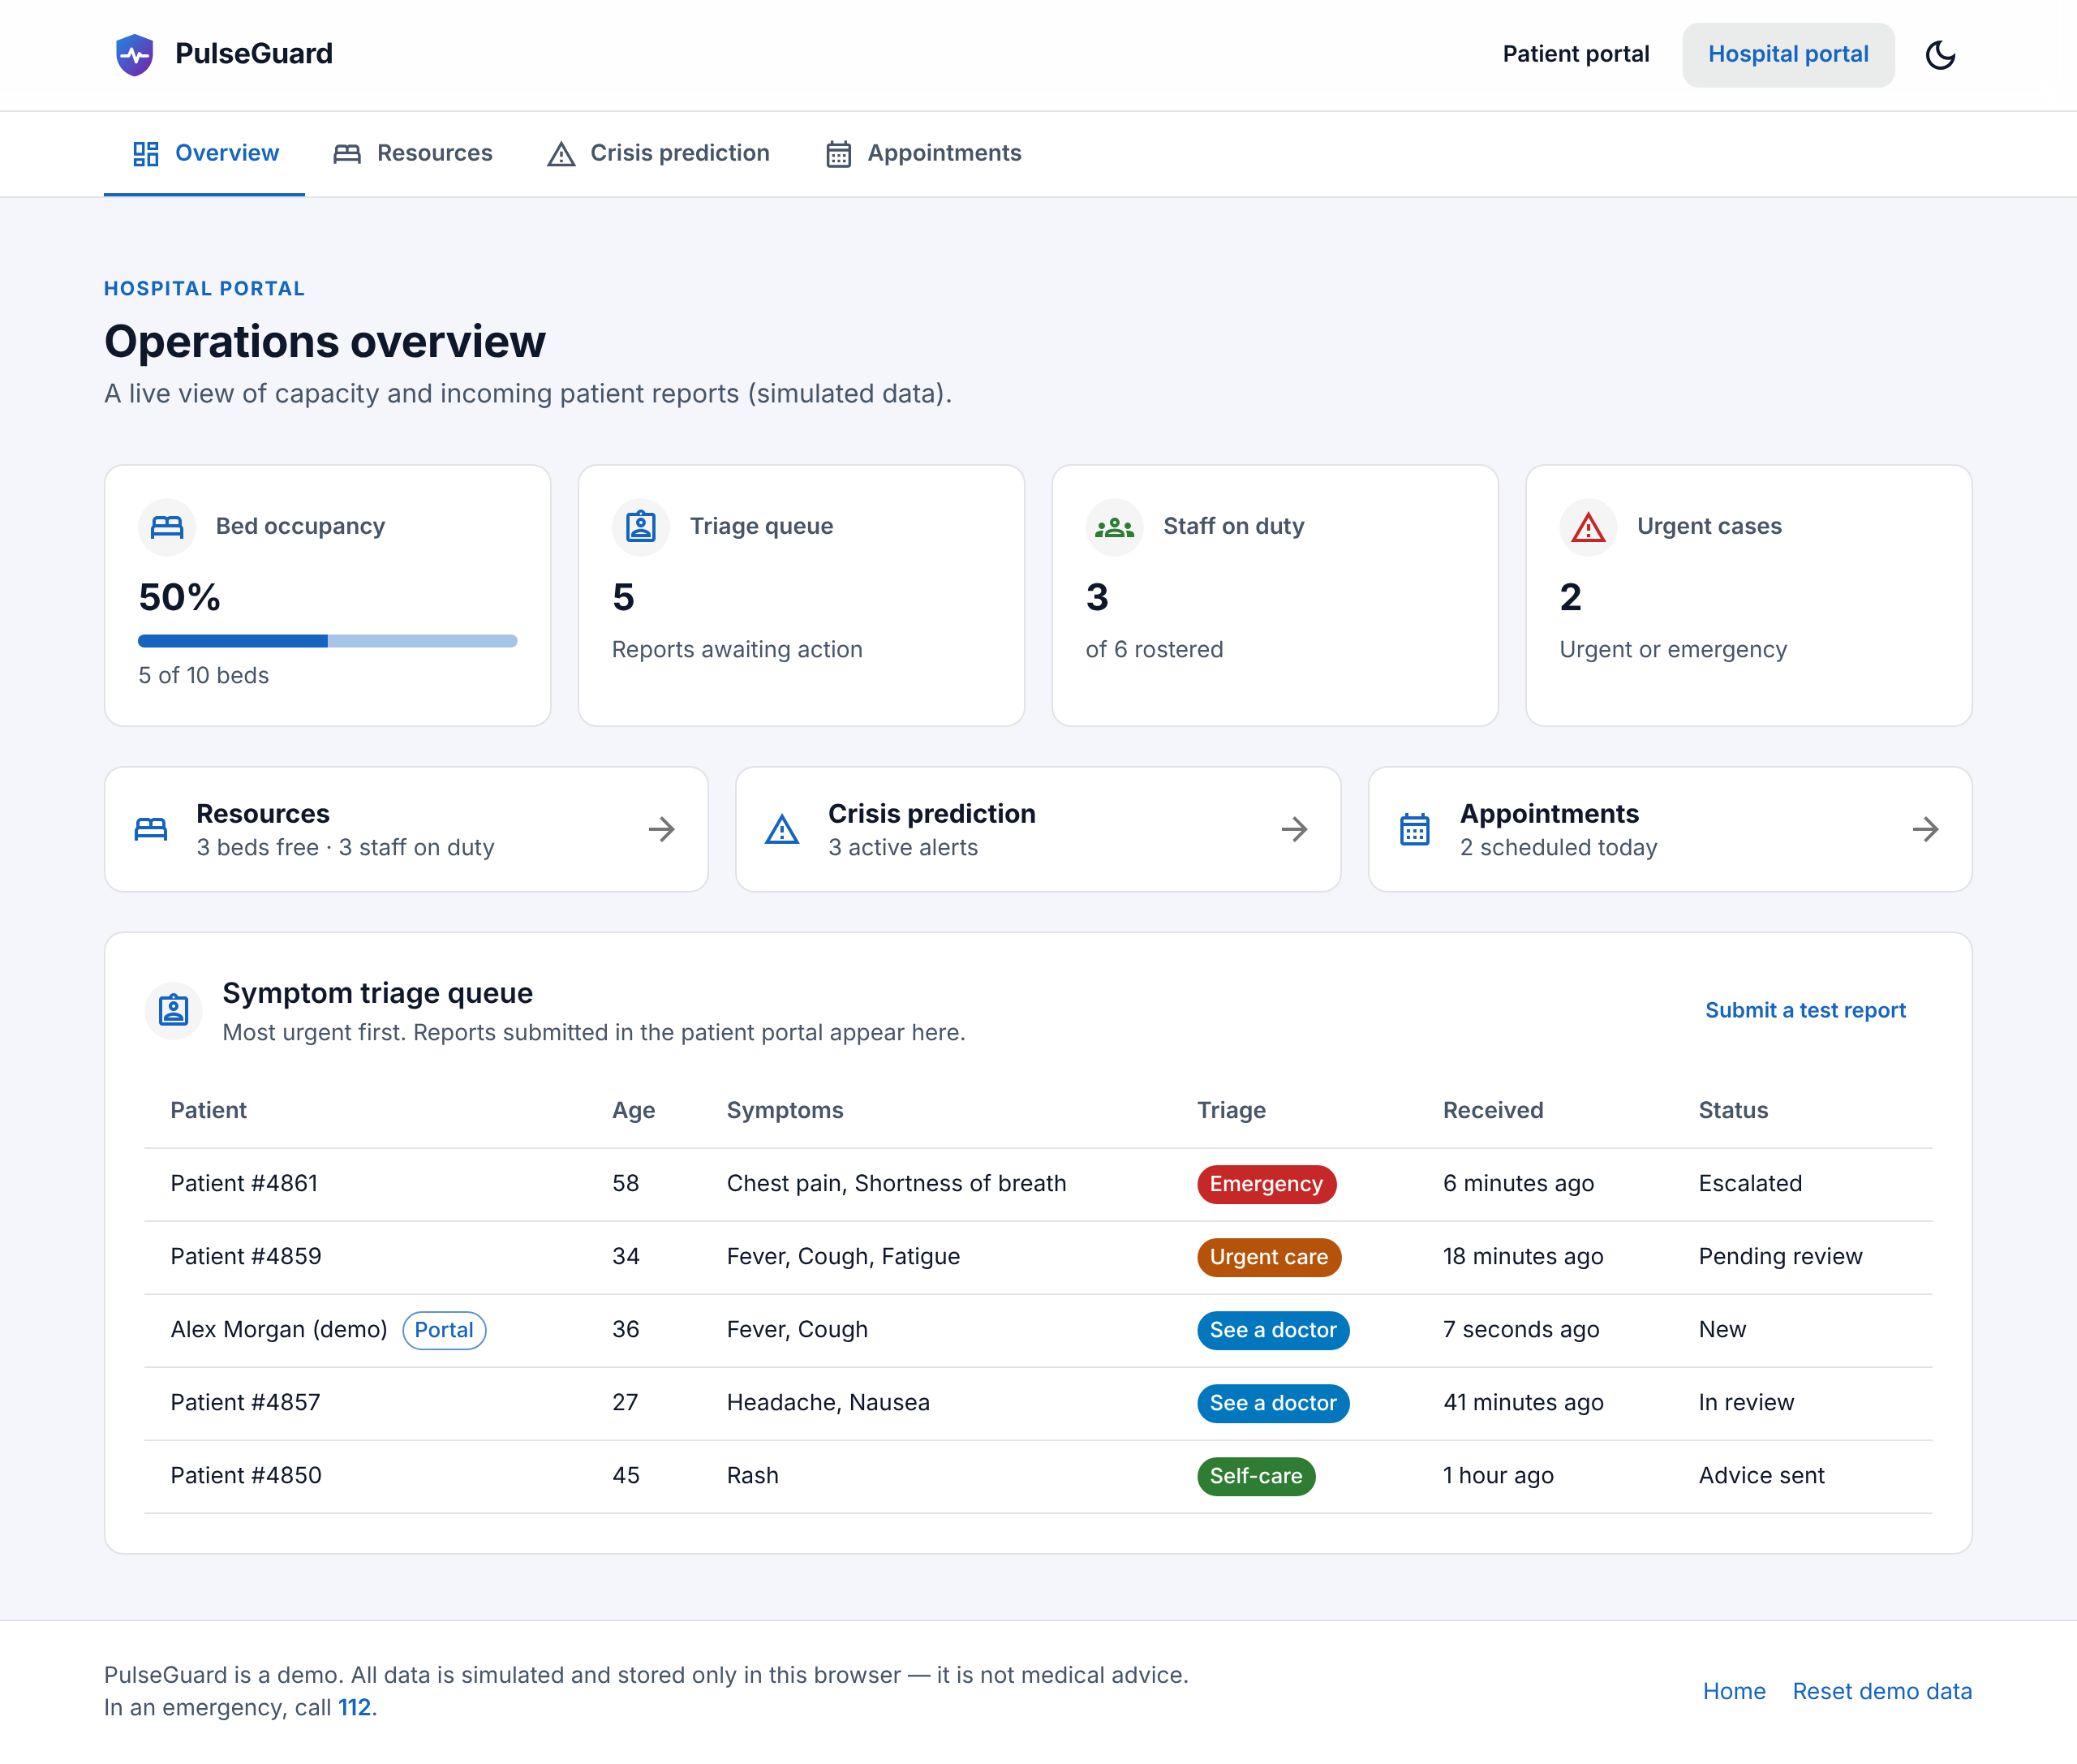 PulseGuard
Patient portal
Hospital portal
Overview
Resources
Crisis prediction
Appointments
HOSPITAL PORTAL
Operations overview
A live view of capacity and incoming patient reports (simulated data).
Bed occupancy
50%
5 of 10 beds
Triage queue
5
Reports awaiting action
Staff on duty
3
of 6 rostered
Urgent cases
2
Urgent or emergency
Resources
3 beds free · 3 staff on duty
Crisis prediction
3 active alerts
Appointments
2 scheduled today
Symptom triage queue
Most urgent first. Reports submitted in the patient portal appear here.
Submit a test report
Patient Age Symptoms Triage Received Status
Patient #4861 58 Chest pain, Shortness of breath Emergency 6 minutes ago Escalated
Patient #4859 34 Fever, Cough, Fatigue Urgent care 18 minutes ago Pending review
Alex Morgan (demo) Portal 36 Fever, Cough See a doctor 7 seconds ago New
Patient #4857 27 Headache, Nausea See a doctor 41 minutes ago In review
Patient #4850 45 Rash Self-care 1 hour ago Advice sent
PulseGuard is a demo. All data is simulated and stored only in this browser — it is not medical advice.
In an emergency, call 112.
Home
Reset demo data